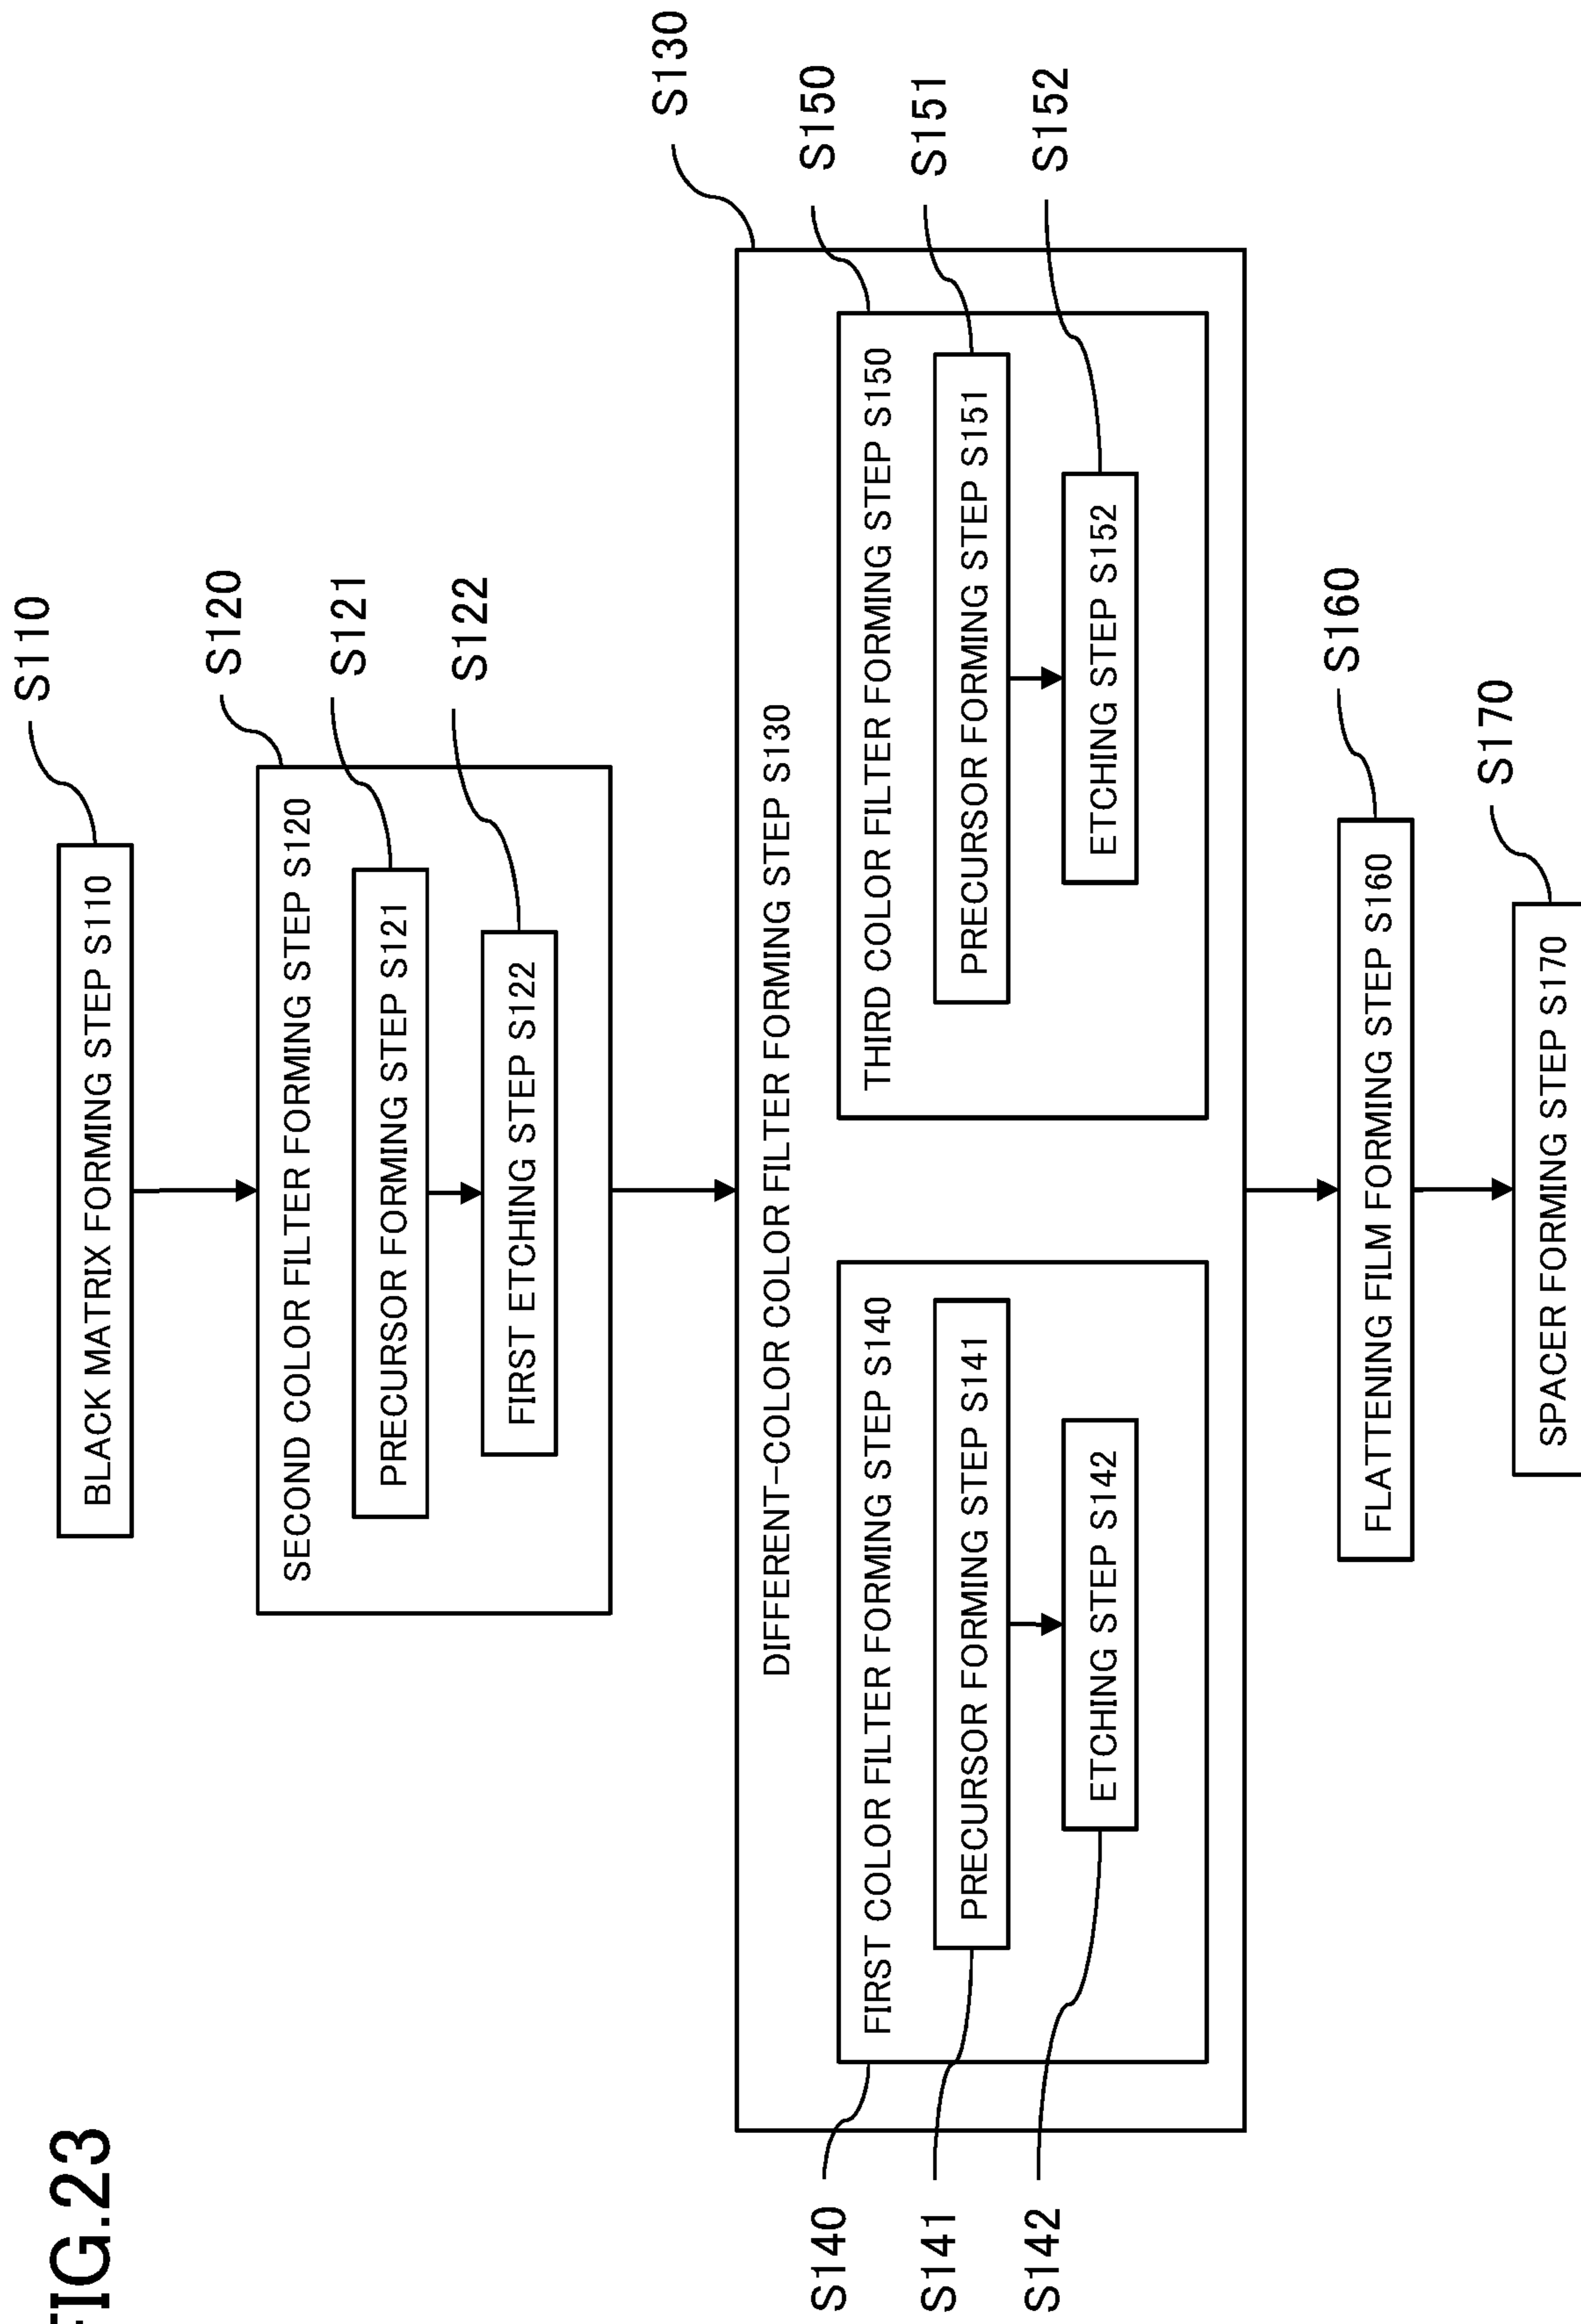 FIG.23
S110
BLACK MATRIX FORMING STEP S110
S120
SECOND COLOR FILTER FORMING STEP S120
S121
PRECURSOR FORMING STEP S121
S122
FIRST ETCHING STEP S122
S130
DIFFERENT-COLOR COLOR FILTER FORMING STEP S130
S140
FIRST COLOR FILTER FORMING STEP S140
S141
PRECURSOR FORMING STEP S141
S142
ETCHING STEP S142
S150
THIRD COLOR FILTER FORMING STEP S150
S151
PRECURSOR FORMING STEP S151
S152
ETCHING STEP S152
S160
FLATTENING FILM FORMING STEP S160
S170
SPACER FORMING STEP S170